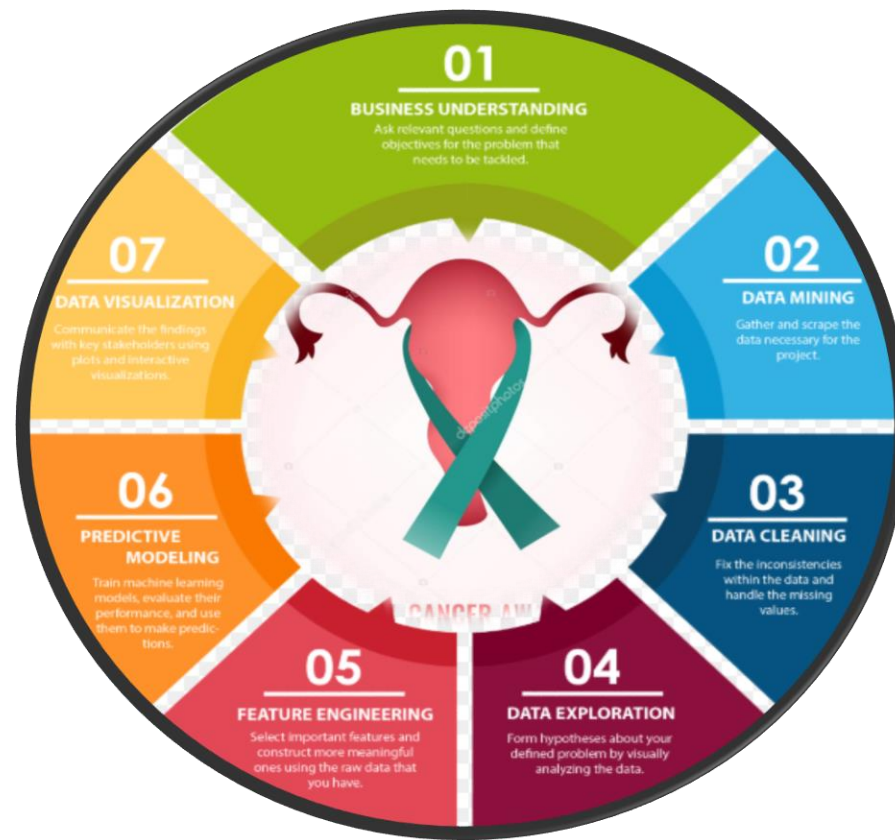 01
BUSINESS UNDERSTANDING
Ask relevant questions and define
objectives for the problem that
needs to be tackled.
02
DATA MINING
Gather and scrape the
data necessary for the
project.
03
DATA CLEANING
Fix the inconsistencies
within the data and
handle the missing
values.
04
DATA EXPLORATION
Form hypotheses about your
defined problem by visually
analyzing the data.
05
FEATURE ENGINEERING
Select important features and
construct more meaningful
ones using the raw data that
you have.
06
PREDICTIVE
MODELING
Train machine learning
models, evaluate their
performance, and use
them to make predic-
tions.
07
DATA VISUALIZATION
Communicate the findings
with key stakeholders using
plots and interactive
visualizations.
depositphotos
CANCER AW